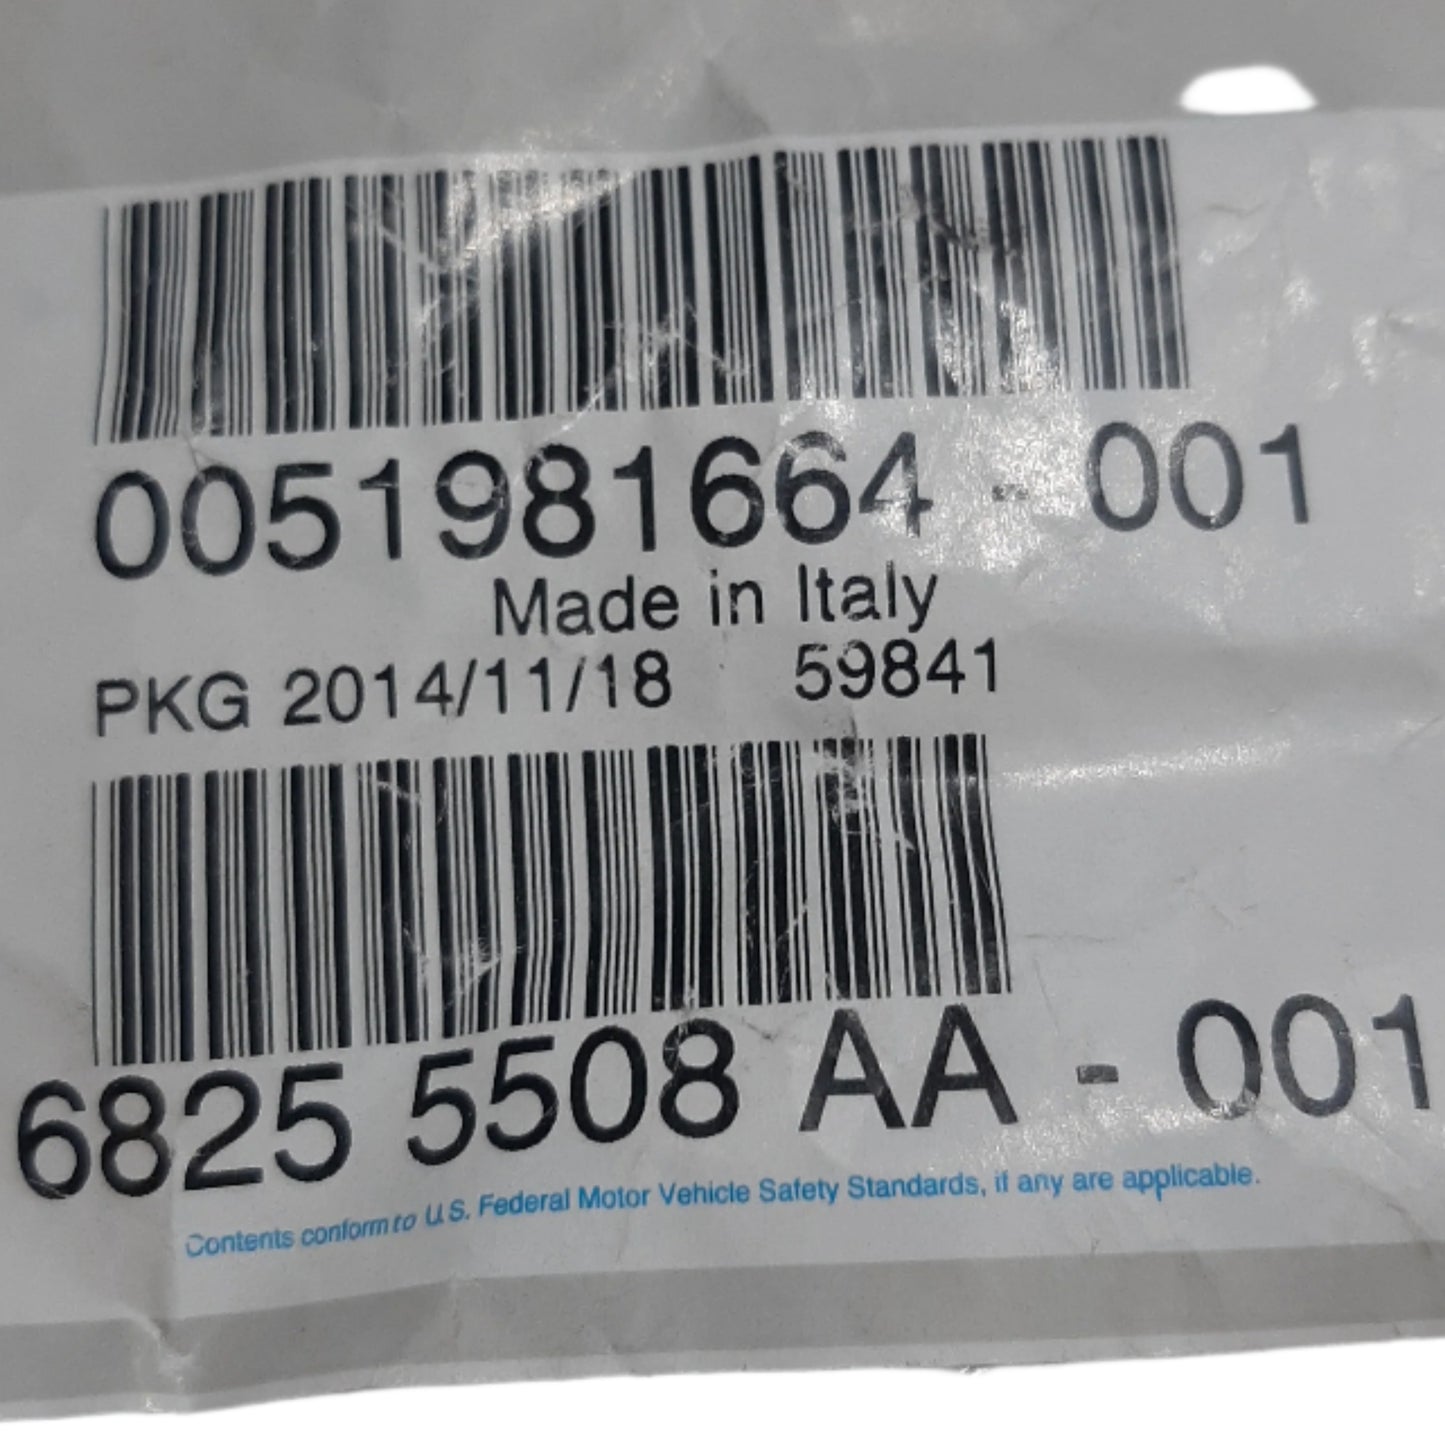 0051981664 - 001
Made in Italy
PKG 2014/11/18 59841
6825 5508 AA - 001
Contents conform to U.S. Federal Motor Vehicle Safety Standards, if any are applicable.